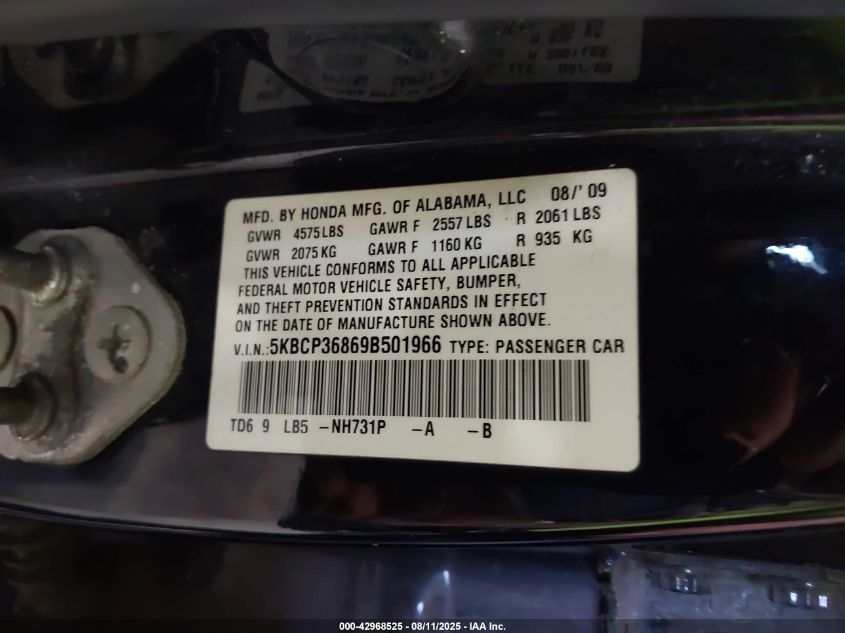 MFD. BY HONDA MFG. OF ALABAMA, LLC 08/'09
GVWR 4575LBS GAWR F 2557LBS R 2061LBS
GVWR 2075KG GAWR F 1160KG R 935 KG
THIS VEHICLE CONFORMS TO ALL APPLICABLE
FEDERAL MOTOR VEHICLE SAFETY, BUMPER,
AND THEFT PREVENTION STANDARDS IN EFFECT
ON THE DATE OF MANUFACTURE SHOWN ABOVE.
V.I.N.:5KBCP36869B501966 TYPE: PASSENGER CAR
TD6 9 LB5 -NH731P -A -B
000-42968525 - 08/11/2025 - IAA Inc.